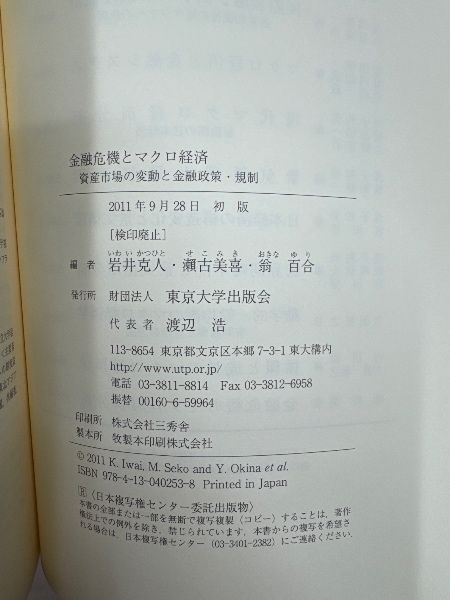 金融危機とマクロ経済
資産市場の変動と金融政策・規制
2011年9月28日 初 版
[検印廃止]
いわ い かつひと せ こ み き おきな ゆ り
編 者 岩井克人・瀬古美喜・翁 百合
発行所 財団法人 東京大学出版会
代 表 者 渡辺 浩
113-8654 東京都文京区本郷7-3-1 東大構内
http://www.utp.or.jp/
電話 03-3811-8814 Fax 03-3812-6958
振替 00160-6-59964
印刷所 株式会社三秀舎
製本所 牧製本印刷株式会社
© 2011 K. Iwai, M. Seko and Y. Okina et al.
ISBN 978-4-13-040253-8 Printed in Japan
Ⓡ〈日本複写権センター委託出版物〉
本書の全部または一部を無断で複写複製(コピー)することは,著作
権法上での例外を除き,禁じられています.本書からの複写を希望さ
れる場合は,日本複写権センター(03-3401-2382)にご連絡ください.